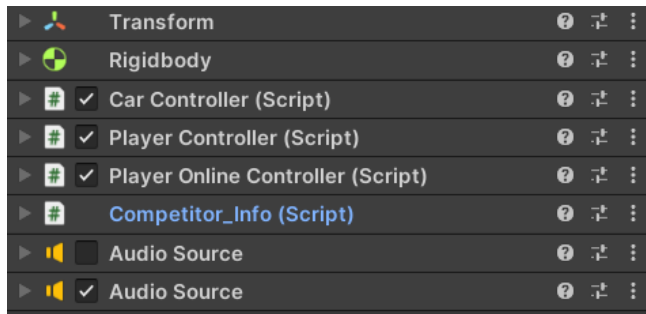 Transform
Rigidbody
Car Controller (Script)
Player Controller (Script)
Player Online Controller (Script)
Competitor_Info (Script)
Audio Source
Audio Source